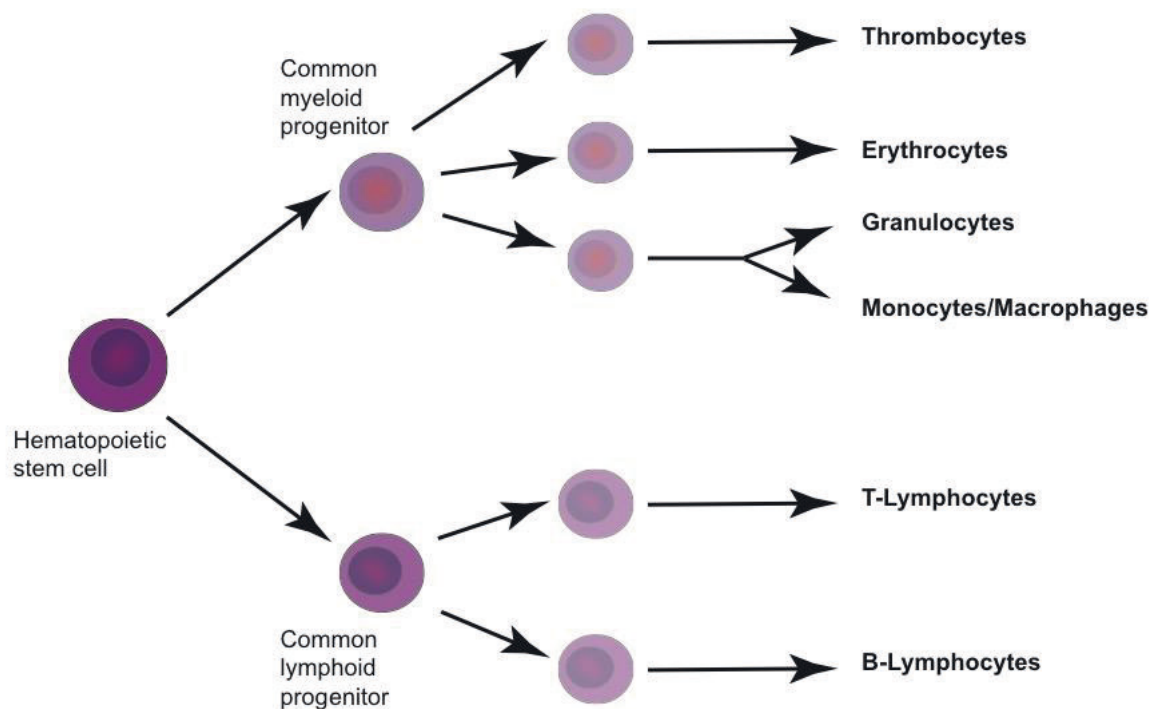 Thrombocytes
Common
myeloid
progenitor
Erythrocytes
Granulocytes
Monocytes/Macrophages
Hematopoietic
stem cell
T-Lymphocytes
Common
lymphoid
progenitor
B-Lymphocytes